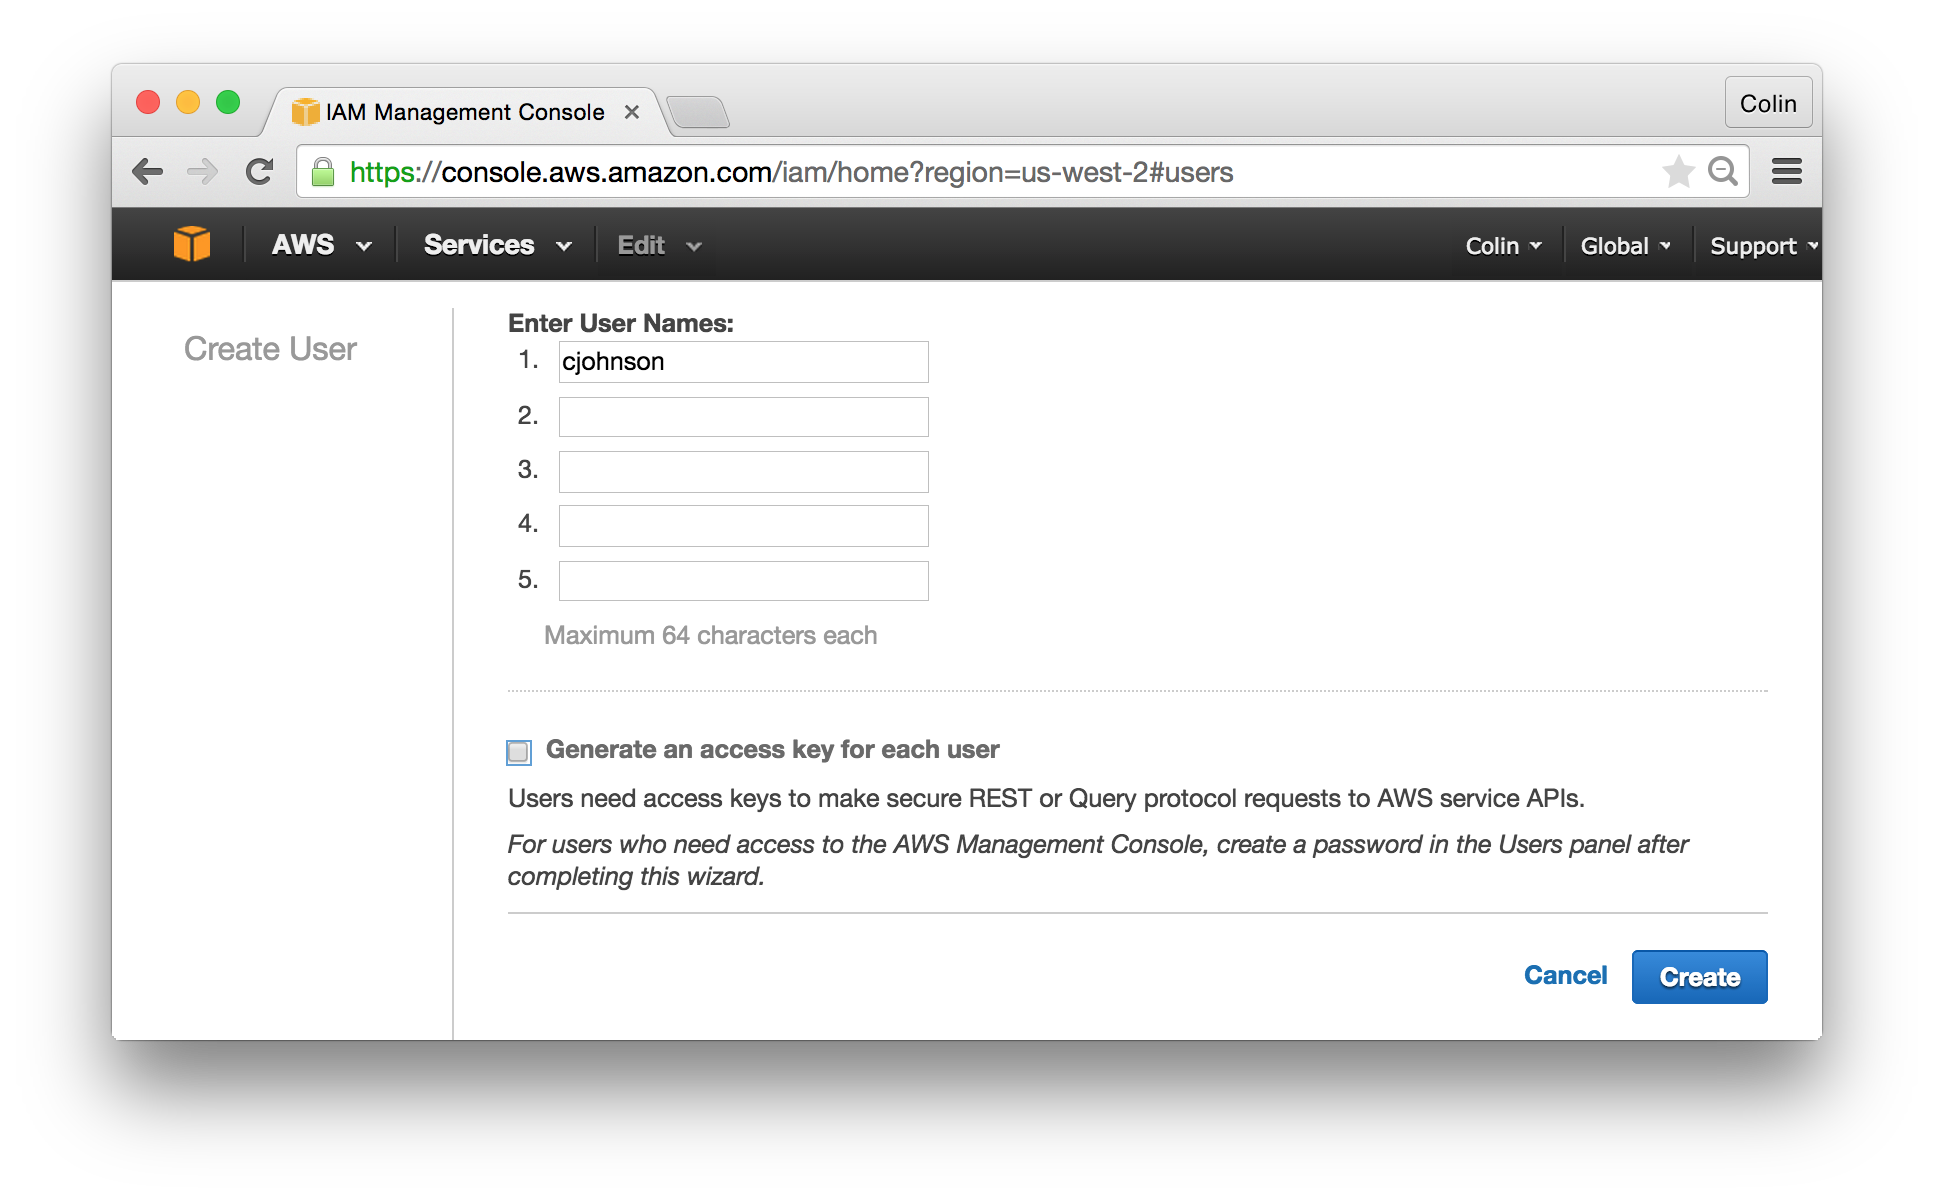 IAM Management Console
Colin
https://console.aws.amazon.com/iam/home?region=us-west-2#users
AWS Services Edit Colin Global Support
Create User
Enter User Names:
1. cjohnson
2.
3.
4.
5.
Maximum 64 characters each
Generate an access key for each user
Users need access keys to make secure REST or Query protocol requests to AWS service APIs.
For users who need access to the AWS Management Console, create a password in the Users panel after
completing this wizard.
Cancel Create